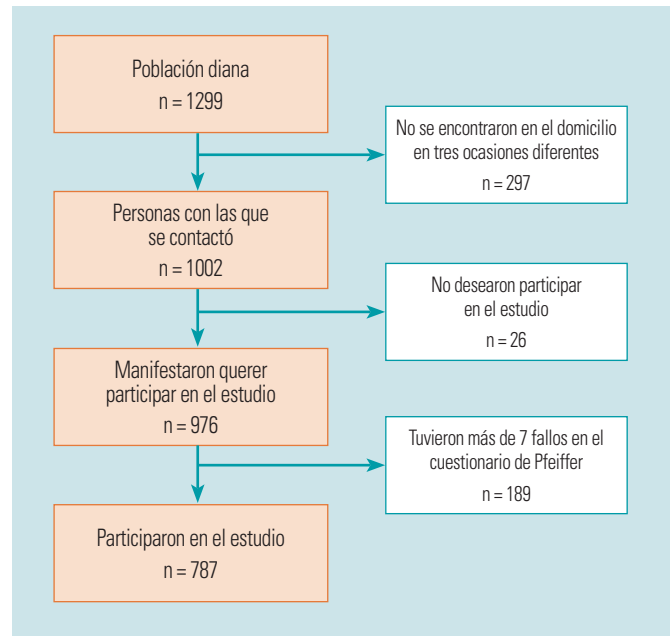 Población diana
n = 1299
No se encontraron en el domicilio
en tres ocasiones diferentes
n = 297
Personas con las que
se contactó
n = 1002
No desearon participar
en el estudio
n = 26
Manifestaron querer
participar en el estudio
n = 976
Tuvieron más de 7 fallos en el
cuestionario de Pfeiffer
n = 189
Participaron en el estudio
n = 787